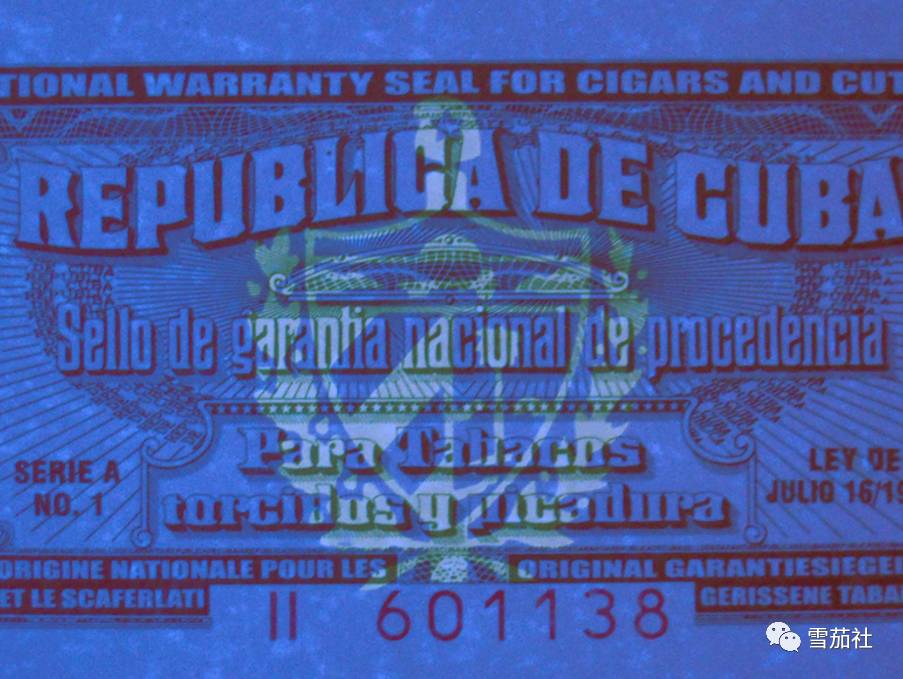 TIONAL WARRANTY SEAL FOR CIGARS AND CUT
REPUBLICA DE CUBA
Sello de garantia nacional de procedencia
Para Tabacos
torcidos y picadura
SERIE A
NO. 1
LEY DE
JULIO 16/19
ORIGINE NATIONALE POUR LES
ORIGINAL GARANTIESIEGEL
ET LE SCAFERLATI
GERISSENE TABA
II 601138
雪茄社